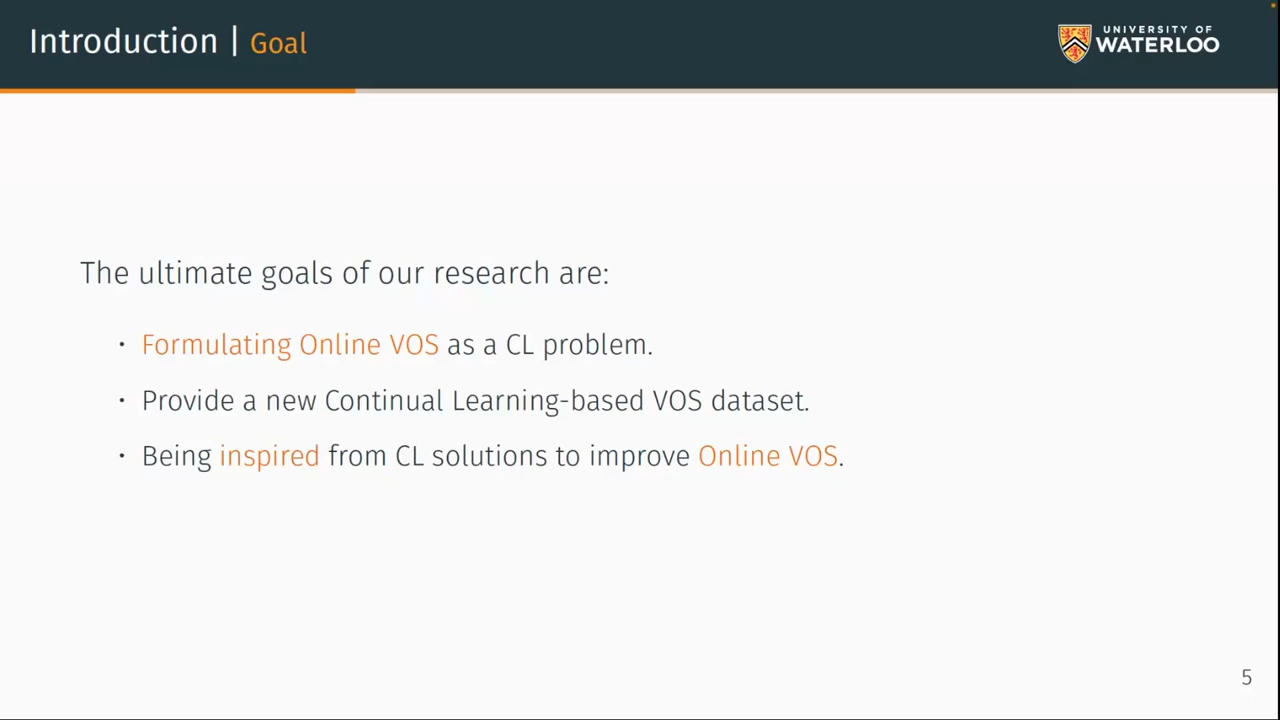 Introduction | Goal
UNIVERSITY OF
WATERLOO
The ultimate goals of our research are:
· Formulating Online VOS as a CL problem.
· Provide a new Continual Learning-based VOS dataset.
· Being inspired from CL solutions to improve Online VOS.
5